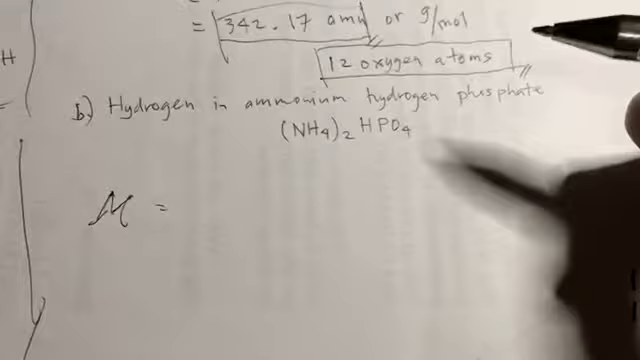 = 342.17 amu or g/mol
12 oxygen atoms
H
b.) Hydrogen in ammonium hydrogen phosphate
(NH4)2 HPO4
M =